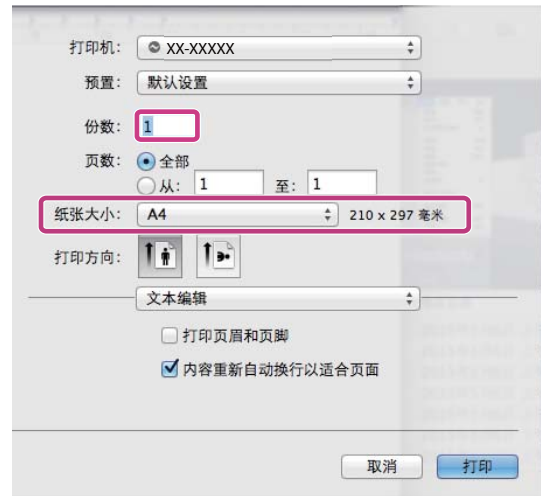 打印机: XX-XXXXX
预置: 默认设置
份数: 1
页数: 全部
从: 1 至: 1
纸张大小: A4 210 x 297 毫米
打印方向:
文本编辑
打印页眉和页脚
内容重新自动换行以适合页面
取消 打印